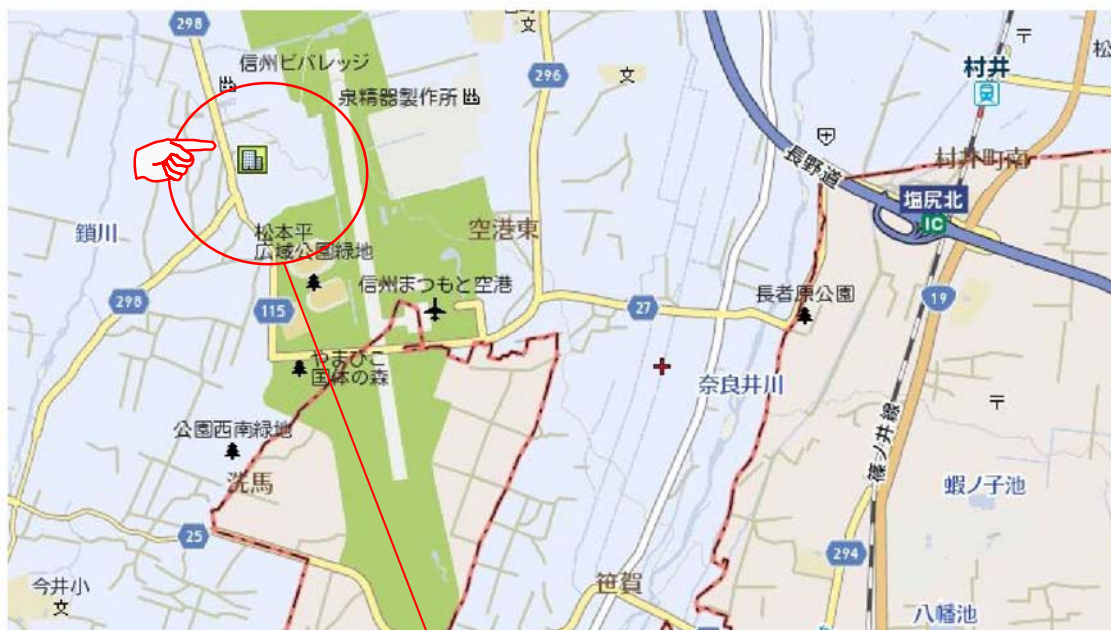 298
信州ビバレッジ
泉精器製作所
296
文
文
〒
村井
長野道
村井町南
塩尻北
IC
鎖川
松本平
広域公園緑地
空港東
信州まつもと空港
298
115
27
長者原公園
19
やまびこ
国体の森
奈良井川
〒
公園西南緑地
洗馬
篠ノ井線
蝦ノ子池
25
294
今井小
文
笹賀
八幡池